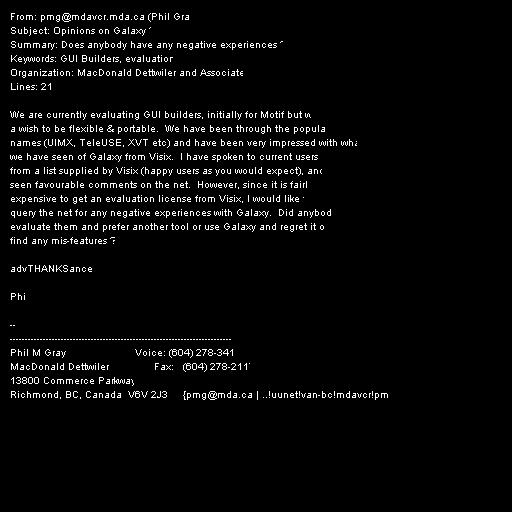 From: pmg@mdavcr.mda.ca (Phil Gra
Subject: Opinions on Galaxy
Summary: Does anybody have any negative experiences
Keywords: GUI Builders, evaluation
Organization: MacDonald Dettwiler and Associate
Lines: 21

We are currently evaluating GUI builders, initially for Motif but w
a wish to be flexible & portable.  We have been through the popula
names (UIMX, TeleUSE, XVT etc) and have been very impressed with wha
we have seen of Galaxy from Visix.  I have spoken to current users
from a list supplied by Visix (happy users as you would expect), and
seen favourable comments on the net.  However, since it is fairl
expensive to get an evaluation license from Visix, I would like
query the net for any negative experiences with Galaxy.  Did anybod
evaluate them and prefer another tool or use Galaxy and regret it o
find any mis-features ?

advTHANKSance

Phi

--
--------------------------------------------------------------------------
Phil M Gray                       Voice: (604) 278-341
MacDonald Dettwiler               Fax:   (604) 278-211
13800 Commerce Parkway
Richmond, BC, Canada  V6V 2J3     {pmg@mda.ca | ..!uunet!van-bc!mdavcr!pm